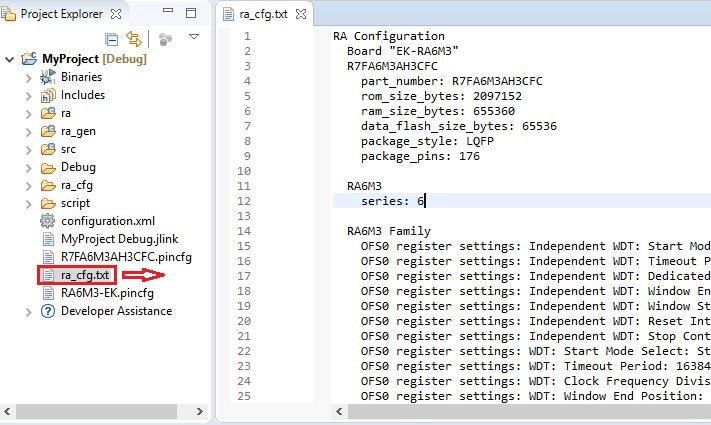 Project Explorer
MyProject [Debug]
Binaries
Includes
ra
ra_gen
src
Debug
ra_cfg
script
configuration.xml
MyProject Debug.jlink
R7FA6M3AH3CFC.pincfg
ra_cfg.txt
RA6M3-EK.pincfg
Developer Assistance
ra_cfg.txt
1 RA Configuration
2 Board "EK-RA6M3"
3 R7FA6M3AH3CFC
4 part_number: R7FA6M3AH3CFC
5 rom_size_bytes: 2097152
6 ram_size_bytes: 655360
7 data_flash_size_bytes: 65536
8 package_style: LQFP
9 package_pins: 176
10
11 RA6M3
12 series: 6
13
14 RA6M3 Family
15 OFS0 register settings: Independent WDT: Start Mod
16 OFS0 register settings: Independent WDT: Timeout P
17 OFS0 register settings: Independent WDT: Dedicated
18 OFS0 register settings: Independent WDT: Window En
19 OFS0 register settings: Independent WDT: Window St
20 OFS0 register settings: Independent WDT: Reset Int
21 OFS0 register settings: Independent WDT: Stop Cont
22 OFS0 register settings: WDT: Start Mode Select: St
23 OFS0 register settings: WDT: Timeout Period: 16384
24 OFS0 register settings: WDT: Clock Frequency Divis
25 OFS0 register settings: WDT: Window End Position: